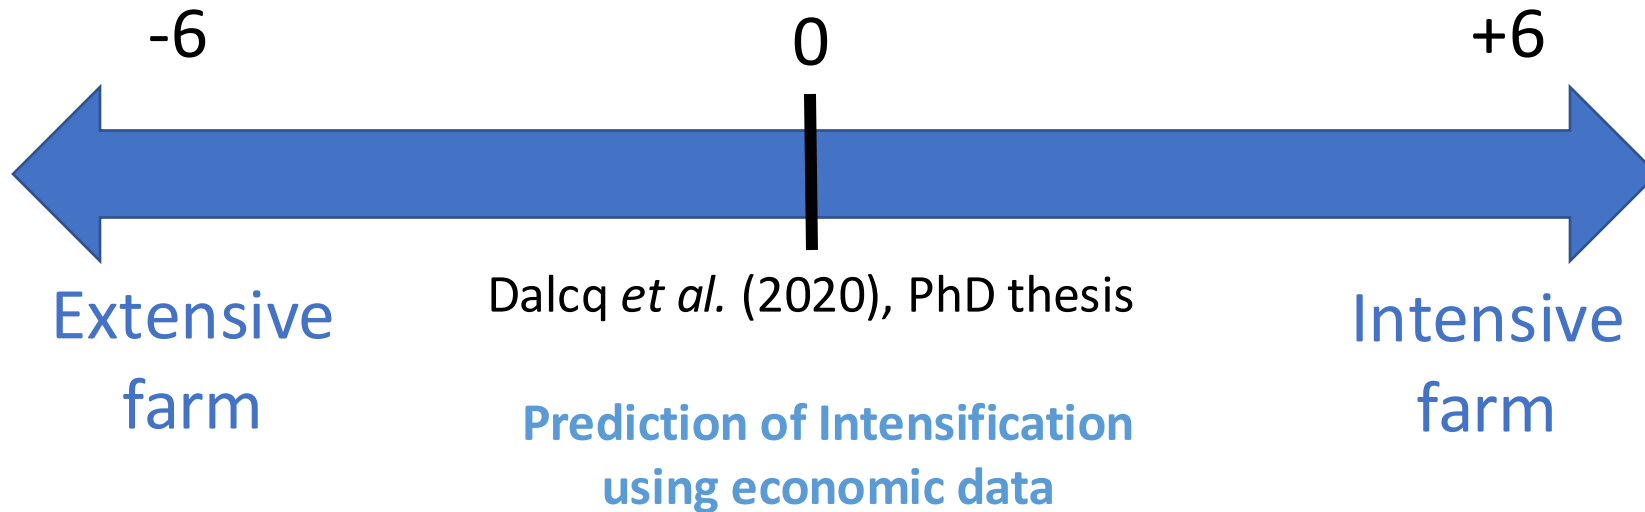 -6
0
+6
Extensive
farm
Dalcq et al. (2020), PhD thesis
Prediction of Intensification
using economic data
Intensive
farm